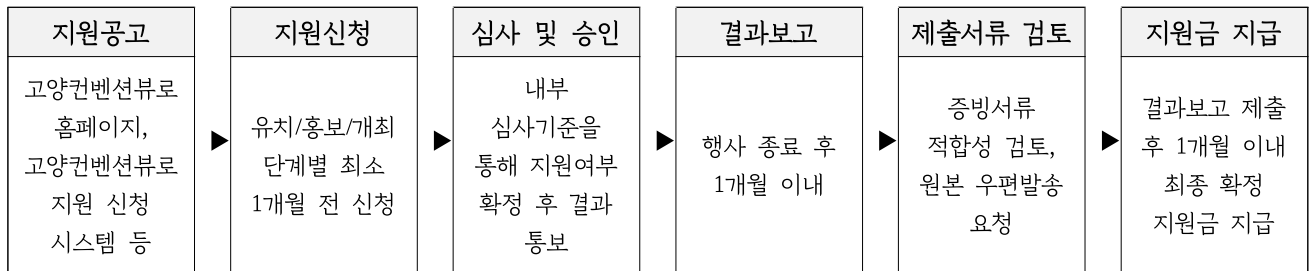 지원공고
고양컨벤션뷰로
홈페이지,
고양컨벤션뷰로
지원 신청
시스템 등
▶
지원신청
유치/홍보/개최
단계별 최소
1개월 전 신청
▶
심사 및 승인
내부
심사기준을
통해 지원여부
확정 후 결과
통보
▶
결과보고
행사 종료 후
1개월 이내
▶
제출서류 검토
증빙서류
적합성 검토,
원본 우편발송
요청
▶
지원금 지급
결과보고 제출
후 1개월 이내
최종 확정
지원금 지급